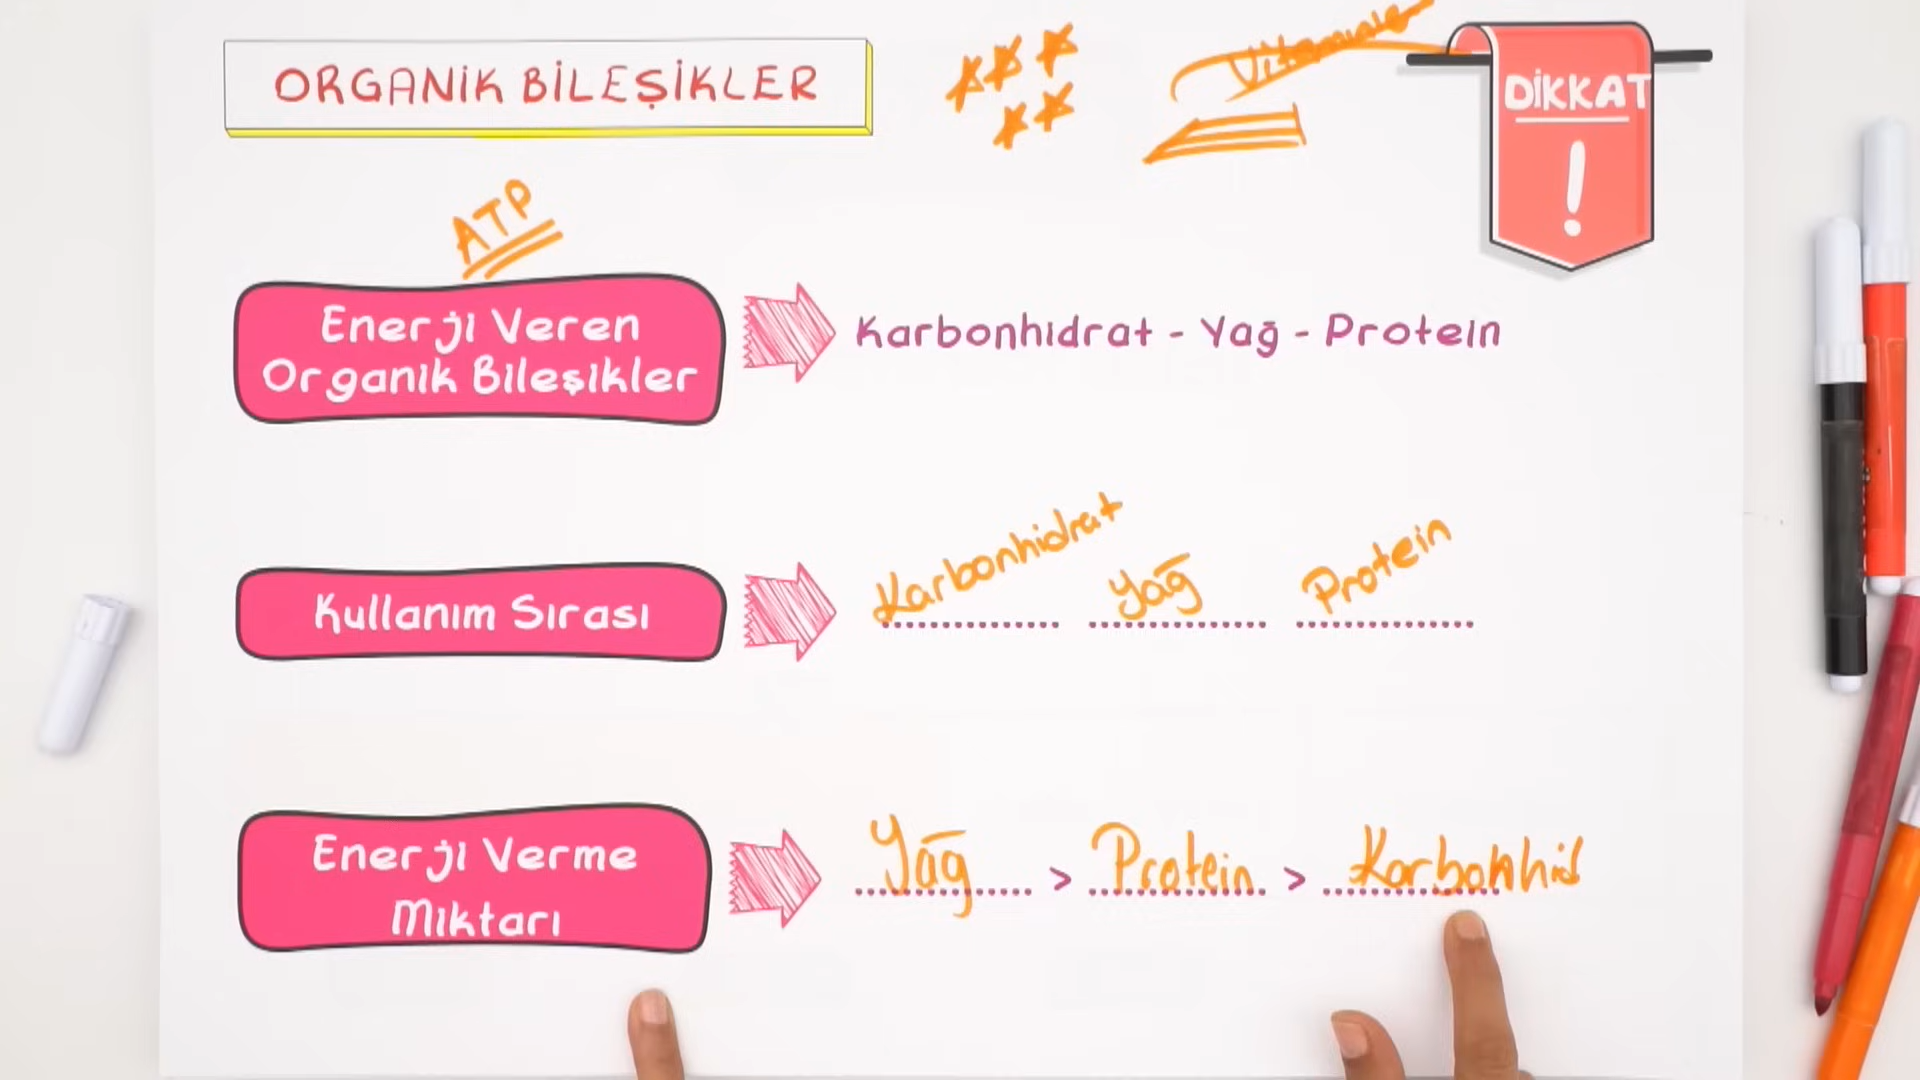 ORGANİK BİLEŞİKLER
Vitaminler
DİKKAT
!
ATP
Enerji Veren
Organik Bileşikler
Karbonhidrat - Yağ - Protein
Kullanım Sırası
Karbonhidrat Yağ Protein
Enerji Verme
Miktarı
Yağ > Protein > Karbonhid